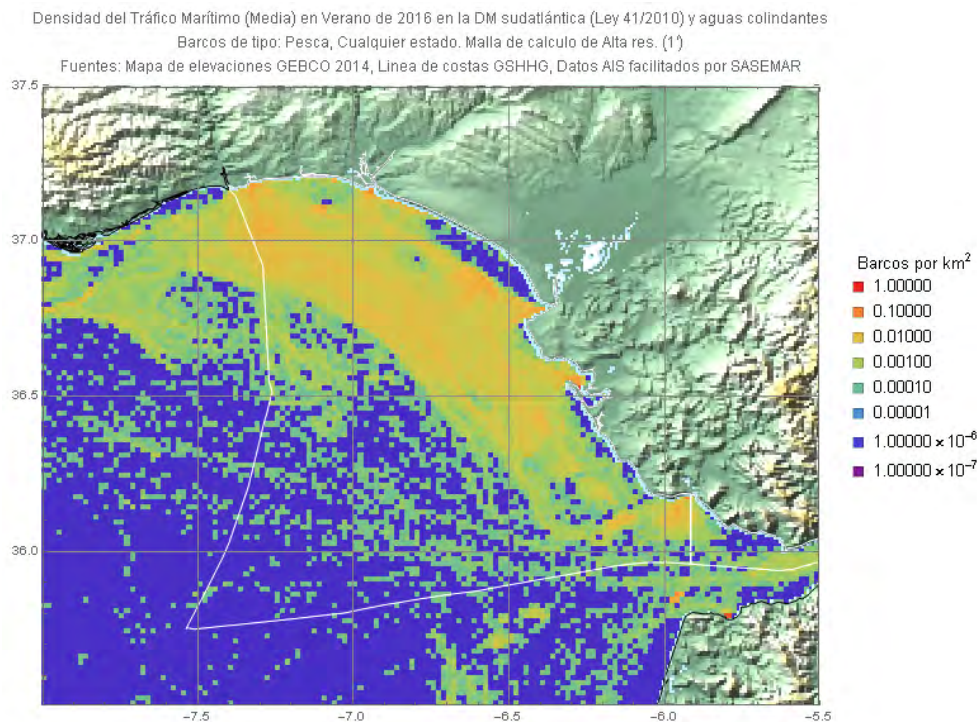 Densidad del Tráfico Marítimo (Media) en Verano de 2016 en la DM sudatlántica (Ley 41/2010) y aguas colindantes
Barcos de tipo: Pesca, Cualquier estado. Malla de calculo de Alta res. (1')
Fuentes: Mapa de elevaciones GEBCO 2014, Linea de costas GSHHG, Datos AIS facilitados por SASEMAR
37.5
37.0
36.5
36.0
-7.5
-7.0
-6.5
-6.0
-5.5
Barcos por km²
1.00000
0.10000
0.01000
0.00100
0.00010
0.00001
1.00000 × 10⁻⁶
1.00000 × 10⁻⁷